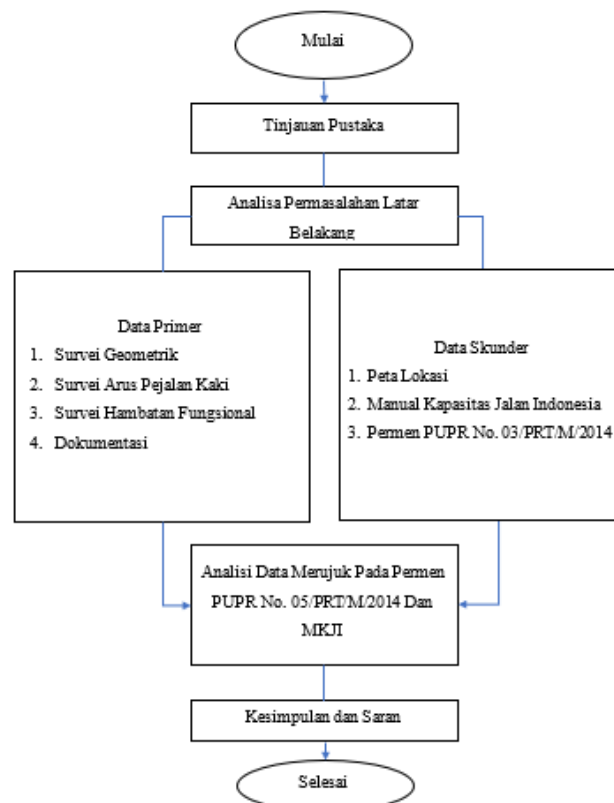 Mulai
Tinjauan Pustaka
Analisa Permasalahan Latar
Belakang
Data Primer
1. Survei Geometrik
2. Survei Arus Pejalan Kaki
3. Survei Hambatan Fungsional
4. Dokumentasi
Data Skunder
1. Peta Lokasi
2. Manual Kapasitas Jalan Indonesia
3. Permen PUPR No. 03/PRT/M/2014
Analisi Data Merujuk Pada Permen
PUPR No. 05/PRT/M/2014 Dan
MKJI
Kesimpulan dan Saran
Selesai